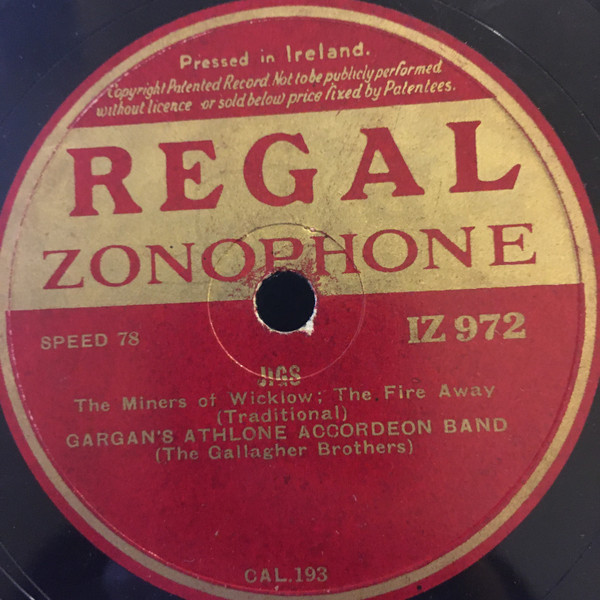 Pressed in Ireland.
Copyright Patented Record. Not to be publicly performed
without licence or sold below price fixed by Patentees.
REGAL
ZONOPHONE
SPEED 78
IZ 972
JIGS
The Miners of Wicklow; The Fire Away
(Traditional)
GARGAN'S ATHLONE ACCORDEON BAND
(The Gallagher Brothers)
CAL.193